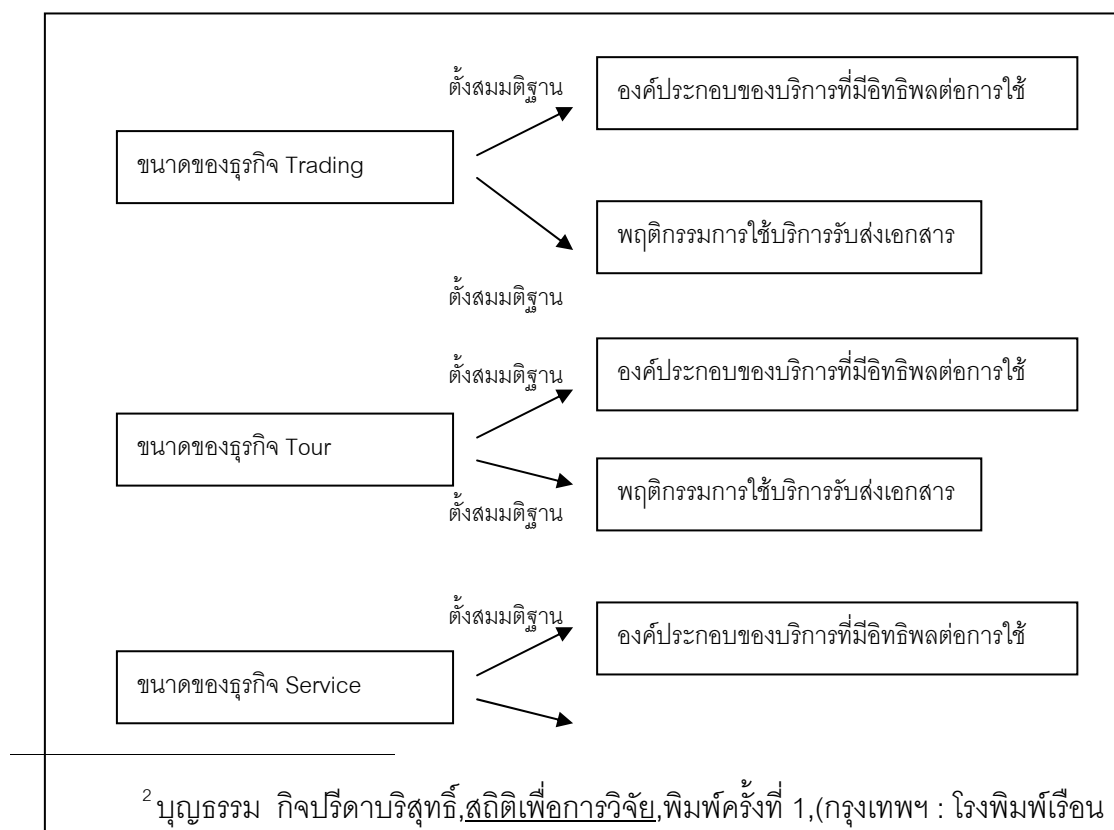 ตั้งสมมติฐาน
องค์ประกอบของบริการที่มีอิทธิพลต่อการใช้
ขนาดของธุรกิจ Trading
พฤติกรรมการใช้บริการรับส่งเอกสาร
ตั้งสมมติฐาน
ตั้งสมมติฐาน
องค์ประกอบของบริการที่มีอิทธิพลต่อการใช้
ขนาดของธุรกิจ Tour
พฤติกรรมการใช้บริการรับส่งเอกสาร
ตั้งสมมติฐาน
ตั้งสมมติฐาน
องค์ประกอบของบริการที่มีอิทธิพลต่อการใช้
ขนาดของธุรกิจ Service
2 บุญธรรม กิจปรีดาบริสุทธิ์,สถิติเพื่อการวิจัย,พิมพ์ครั้งที่ 1,(กรุงเทพฯ : โรงพิมพ์เรือน